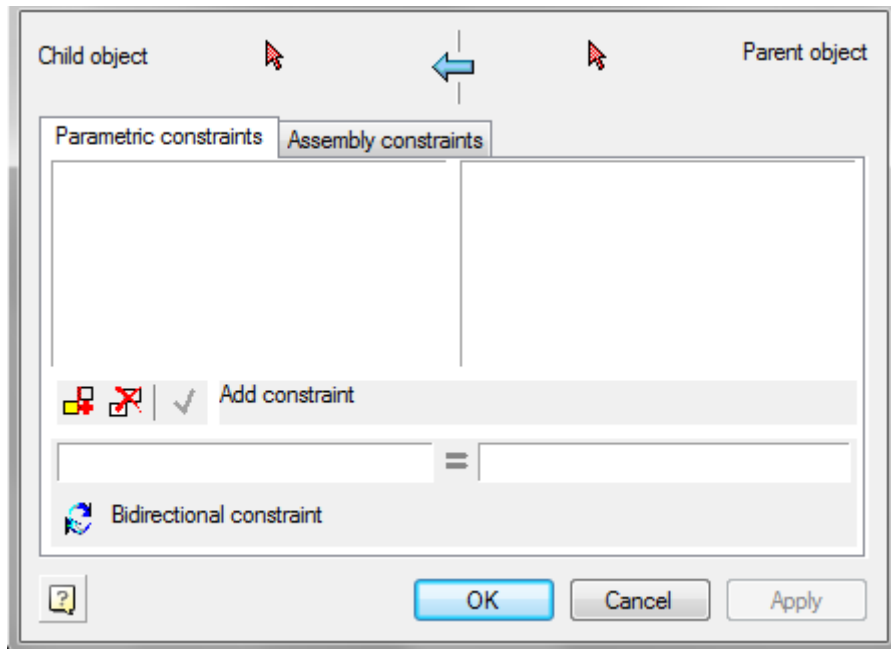 Child object
Parent object
Parametric constraints
Assembly constraints
Add constraint
=
Bidirectional constraint
?
OK
Cancel
Apply